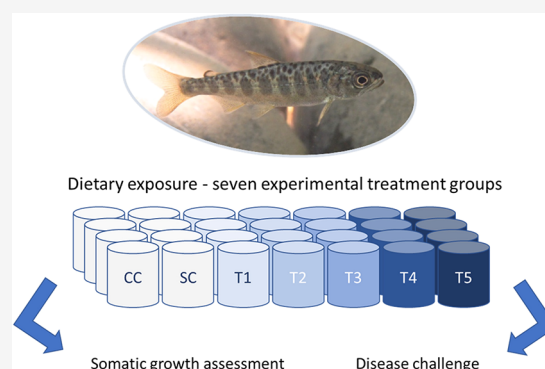 Dietary exposure - seven experimental treatment groups
CC SC T1 T2 T3 T4 T5
Somatic growth assessment Disease challenge